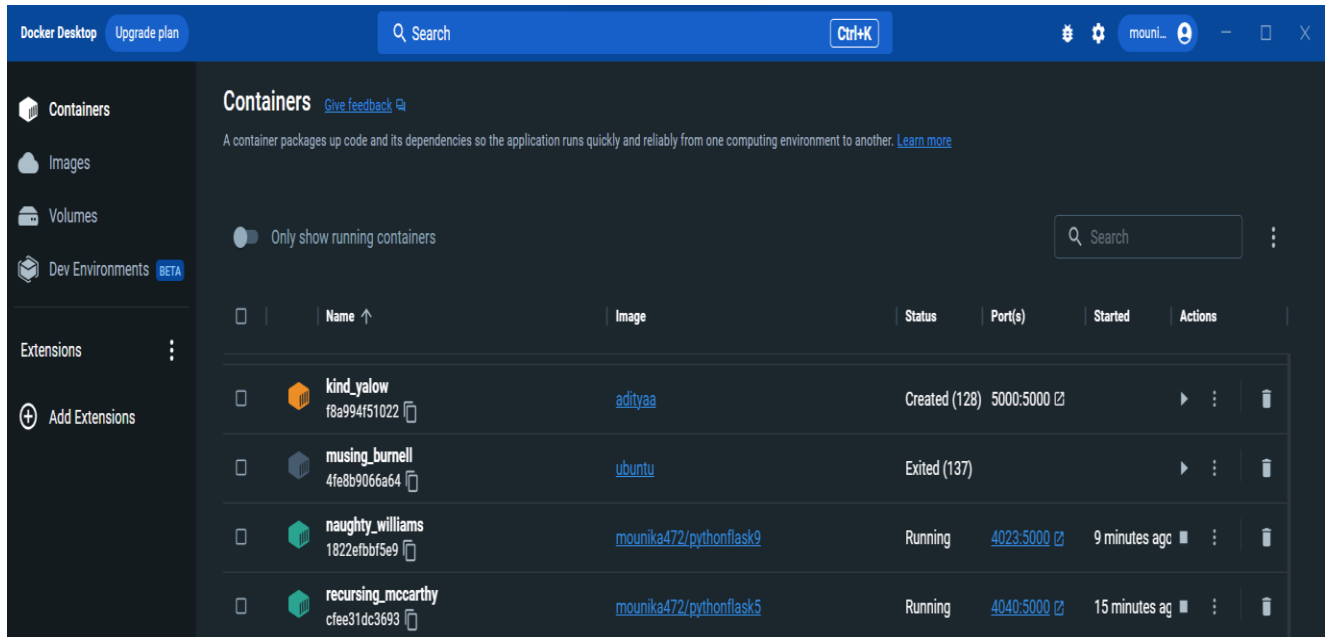 Docker Desktop Upgrade plan Search Ctrl+K mouni...
Containers
Images
Volumes
Dev Environments BETA
Extensions
Add Extensions
Containers Give feedback
A container packages up code and its dependencies so the application runs quickly and reliably from one computing environment to another. Learn more
Only show running containers Search
Name Image Status Port(s) Started Actions
kind_yalow
f8a994f51022
adityaa Created (128) 5000:5000
musing_burnell
4fe8b9066a64
ubuntu Exited (137)
naughty_williams
1822efbbf5e9
mounika472/pythonflask9 Running 4023:5000 9 minutes ago
recursing_mccarthy
cfee31dc3693
mounika472/pythonflask5 Running 4040:5000 15 minutes ag